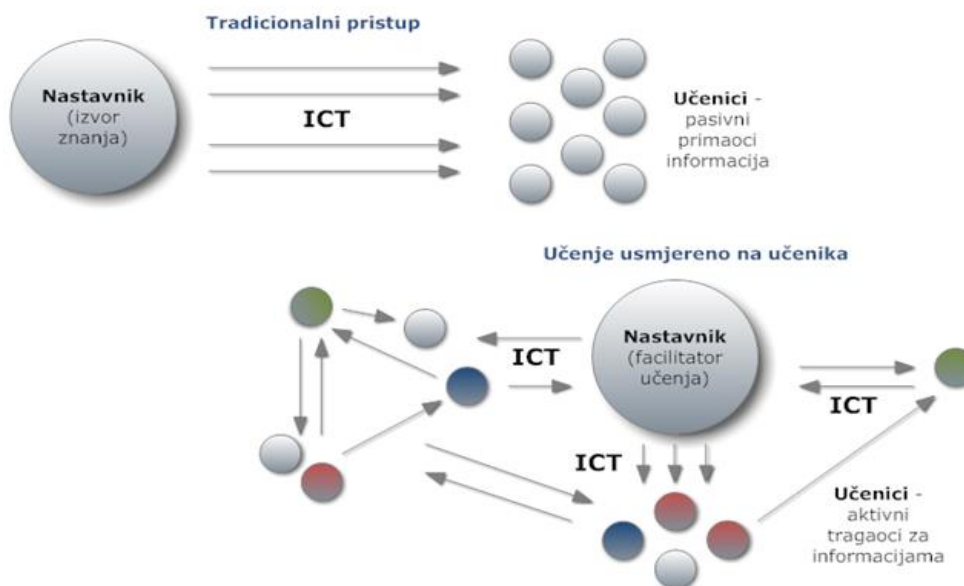 Tradicionalni pristup
Nastavnik
(izvor
znanja)
ICT
Učenici -
pasivni
primaoci
informacija
Učenje usmjereno na učenika
Nastavnik
(facilitator
učenja)
ICT
ICT
ICT
Učenici -
aktivni
tragaoci za
informacijama